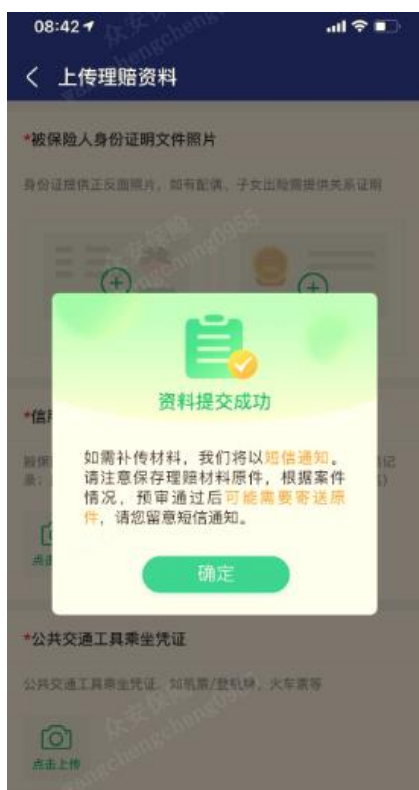 08:42
上传理赔资料
*被保险人身份证明文件照片
身份证提供正反面照片，如有配偶、子女出险需提供关系证明
资料提交成功
*信
如需补传材料，我们将以短信通知。
请注意保存理赔材料原件，根据案件
情况，预审通过后可能需要寄送原
件，请您留意短信通知。
确定
*公共交通工具乘坐凭证
公共交通工具乘坐凭证，如机票/登机牌、火车票等
点击上传